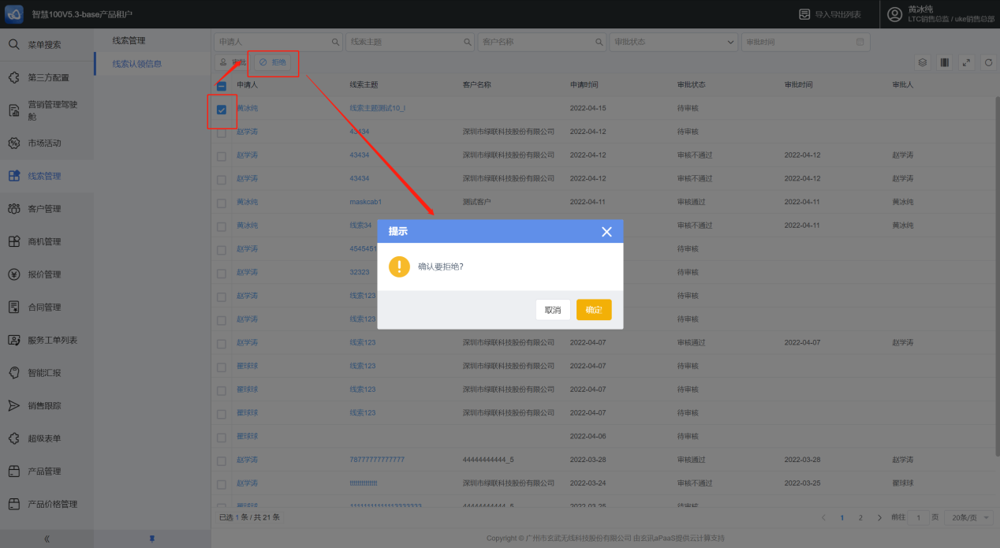 智慧100V5.3-base产品租户
导入导出列表
黄冰纯
LTC销售总监 / uke销售总部
菜单搜索
第三方配置
营销管理驾驶
舱
市场活动
线索管理
客户管理
商机管理
报价管理
合同管理
服务工单列表
智能汇报
销售跟踪
超级表单
产品管理
产品价格管理
线索管理
线索认领信息
申请人 线索主题 客户名称 审批状态 审批时间
审批 拒绝
申请人 线索主题 客户名称 申请时间 审批状态 审批时间 审批人
黄冰纯 线索主题测试10_I 2022-04-15 待审核
赵学涛 43434 深圳市绿联科技股份有限公司 2022-04-12 待审核
赵学涛 43434 深圳市绿联科技股份有限公司 2022-04-12 审核不通过 2022-04-12 赵学涛
赵学涛 43434 深圳市绿联科技股份有限公司 2022-04-12 审核不通过 2022-04-12 赵学涛
黄冰纯 maskcab1 测试客户 2022-04-11 审核通过 2022-04-11 黄冰纯
黄冰纯 线索34 审核不通过 2022-04-11 黄冰纯
赵学涛 4545451 待审核
赵学涛 32323 待审核
赵学涛 线索123 待审核
赵学涛 线索123 待审核
赵学涛 线索123 深圳市绿联科技股份有限公司 2022-04-07 审核通过 2022-04-07 赵学涛
瞿球球 线索123 深圳市绿联科技股份有限公司 2022-04-07 待审核
瞿球球 线索123 深圳市绿联科技股份有限公司 2022-04-07 待审核
瞿球球 线索123 深圳市绿联科技股份有限公司 2022-04-07 待审核
瞿球球 2022-04-06 待审核
赵学涛 78777777777777 44444444444_5 2022-03-28 审核通过 2022-03-28 赵学涛
赵学涛 深圳市绿联科技股份有限公司 2022-03-24 审核不通过 2022-03-25 瞿球球
瞿球球 44444444444_5 2022-03-25 待审核
提示
确认要拒绝?
取消 确定
已选 1 条 / 共 21 条
1 2 前往 1 页 20条/页
Copyright © 广州市玄武无线科技股份有限公司 由玄讯aPaaS提供云计算支持